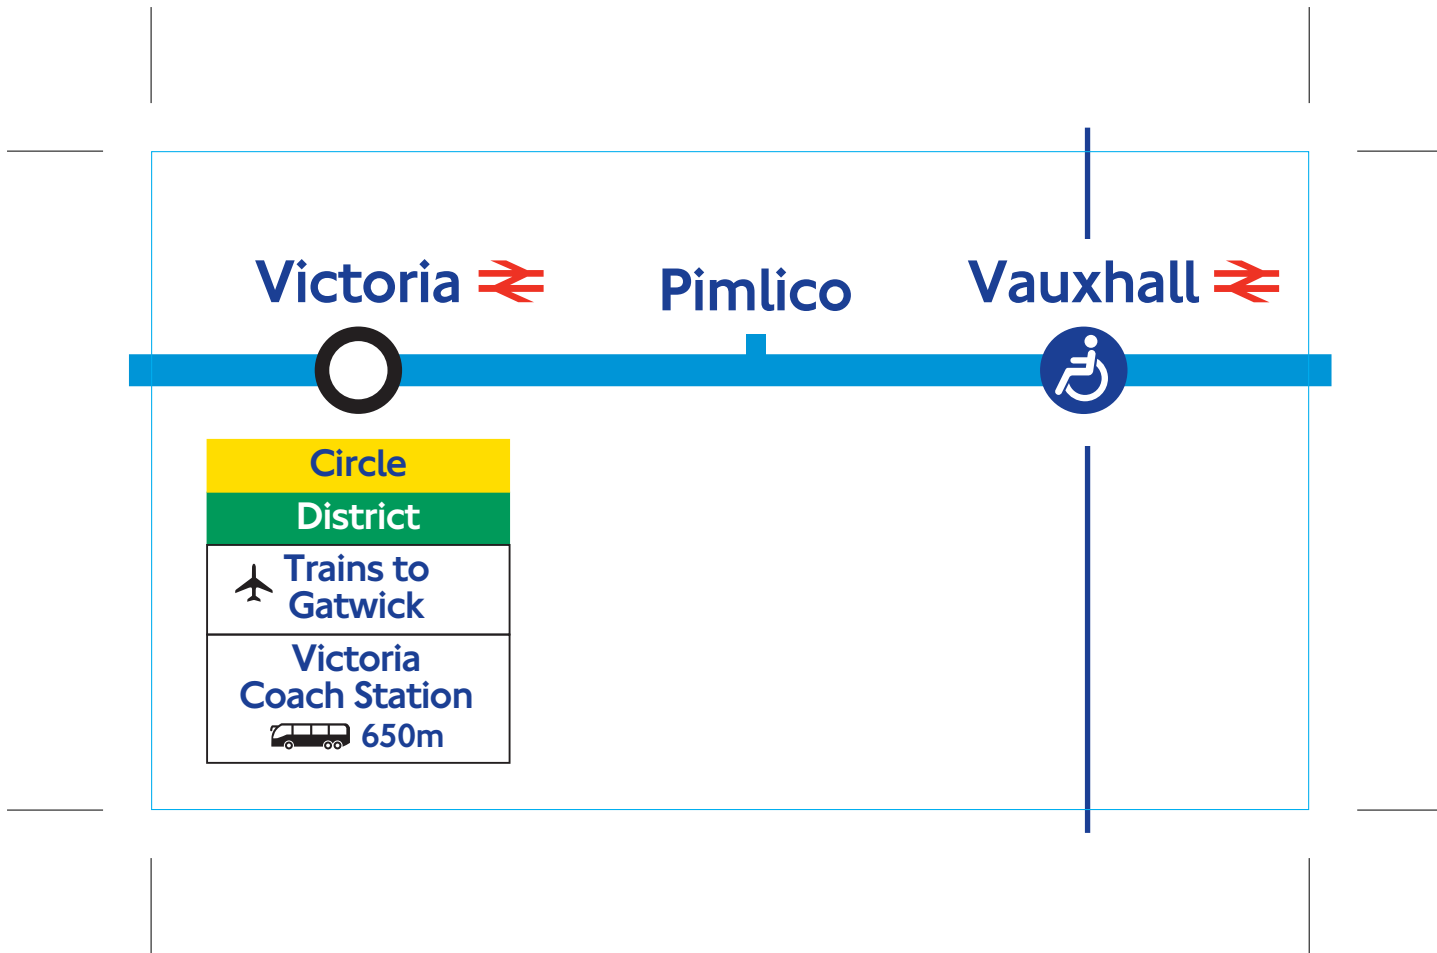 Victoria
Pimlico
Vauxhall
Circle
District
Trains to
Gatwick
Victoria
Coach Station
650m